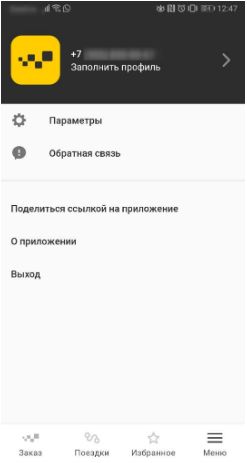 12:47
+7
Заполнить профиль
Параметры
Обратная связь
Поделиться ссылкой на приложение
О приложении
Выход
Заказ
Поездки
Избранное
Меню